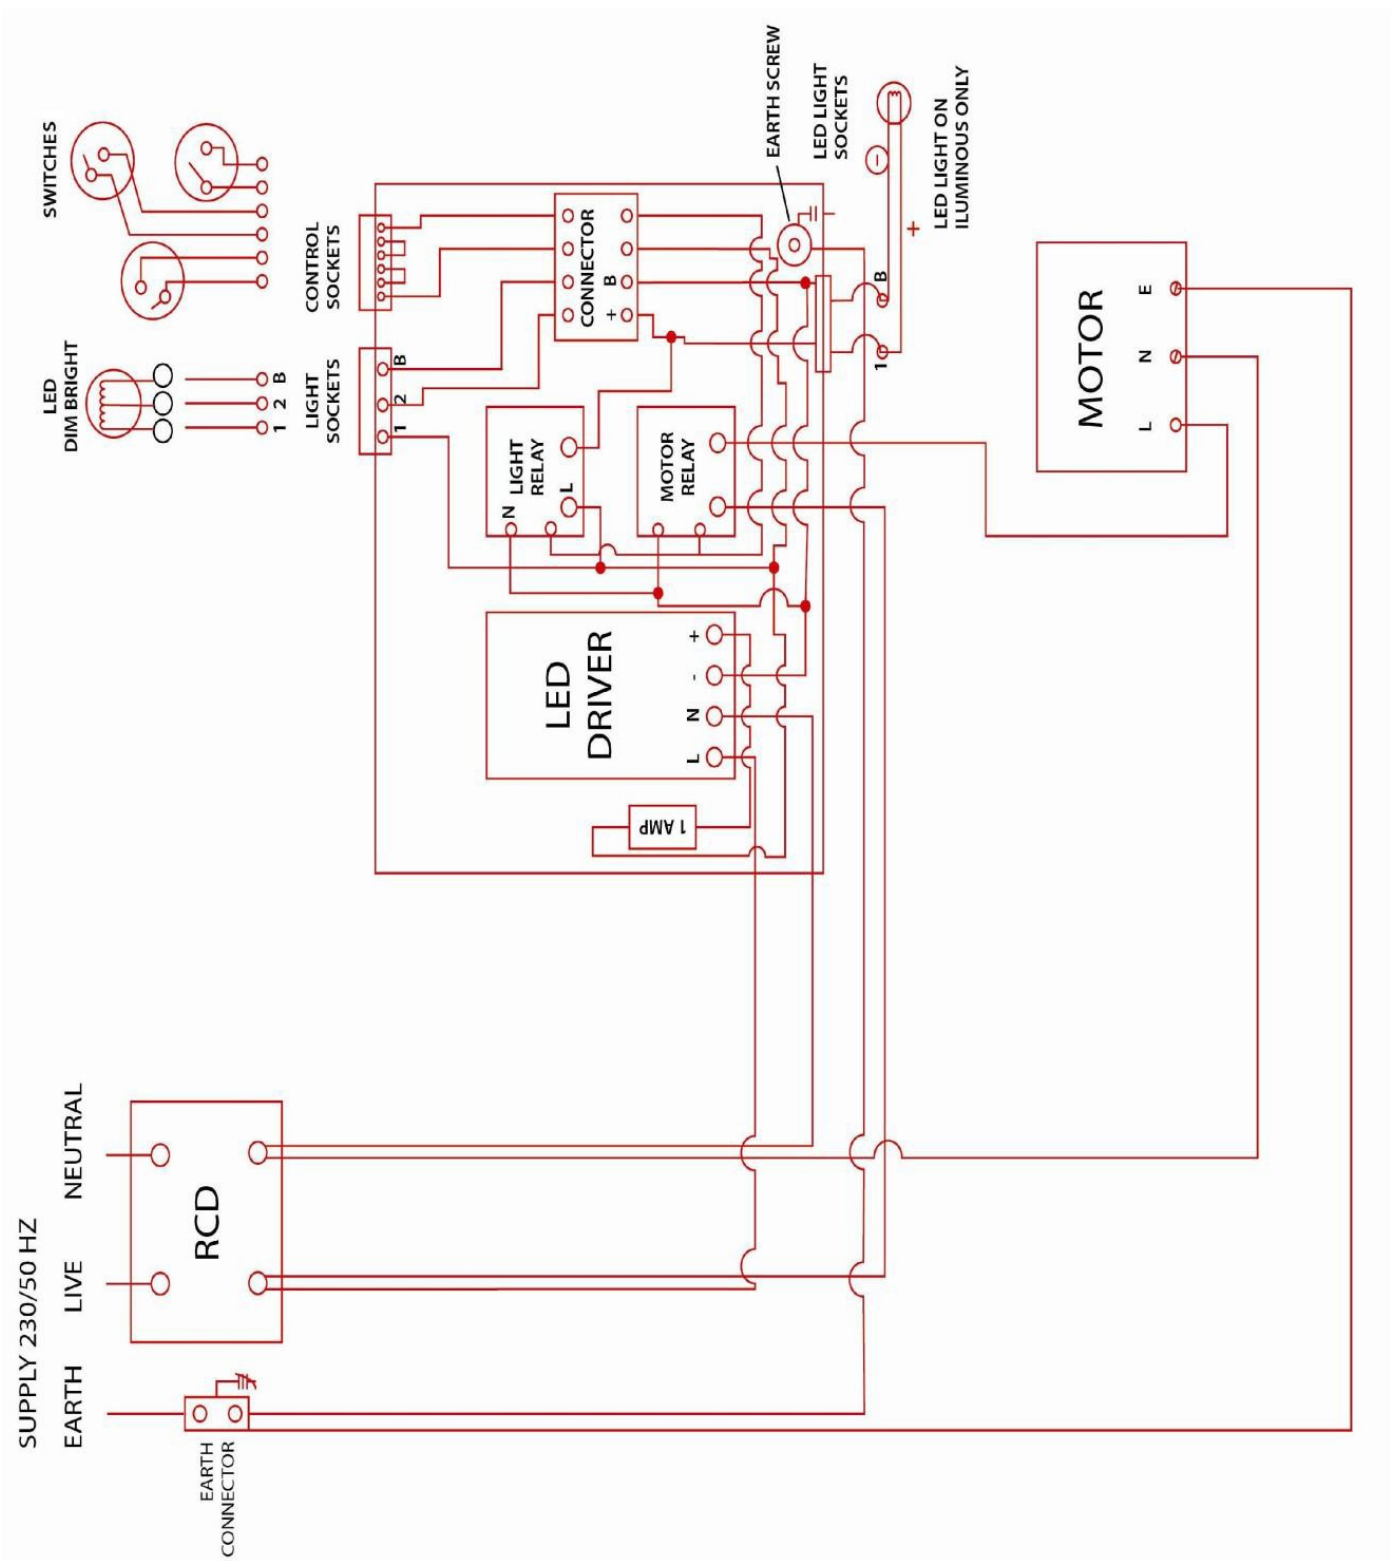 SUPPLY 230/50 HZ
EARTH
LIVE
NEUTRAL
EARTH
CONNECTOR
RCD
LED
DIM BRIGHT
1
2
B
SWITCHES
LIGHT
SOCKETS
1
2
B
CONTROL
SOCKETS
1 AMP
LED
DRIVER
L
N
-
+
LIGHT
RELAY
N
L
MOTOR
RELAY
CONNECTOR
+
B
EARTH SCREW
LED LIGHT
SOCKETS
1
B
-
+
LED LIGHT ON
ILUMINOUS ONLY
MOTOR
L
N
E